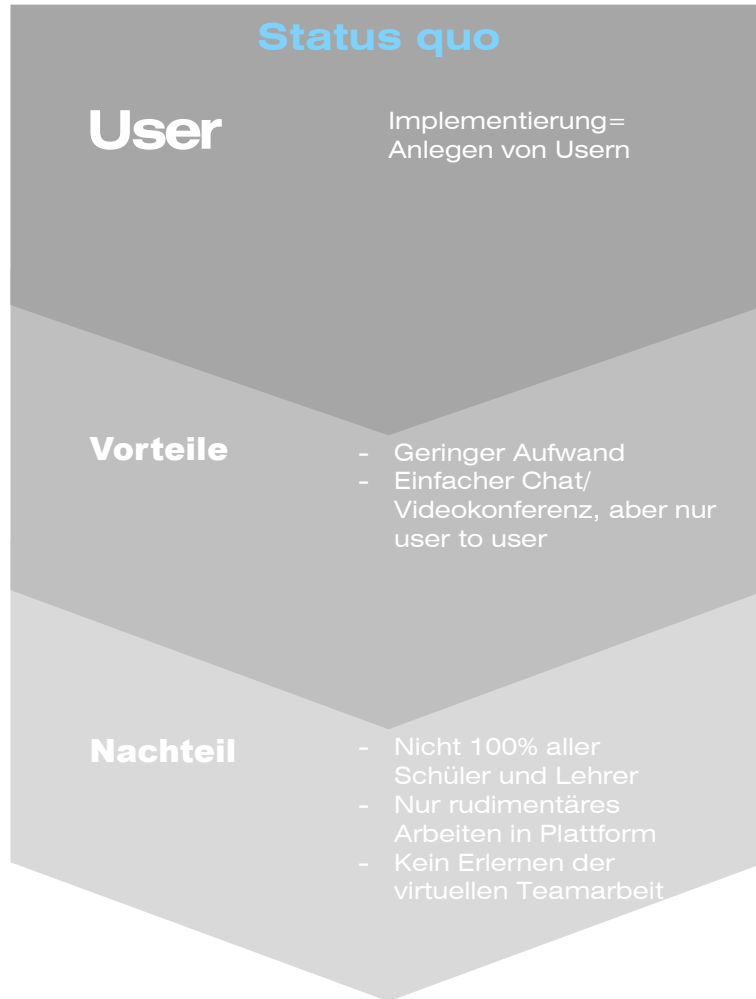 Status quo
User
Implementierung=
Anlegen von Usern
Vorteile
- Geringer Aufwand
- Einfacher Chat/
Videokonferenz, aber nur
user to user
Nachteil
- Nicht 100% aller
Schüler und Lehrer
- Nur rudimentäres
Arbeiten in Plattform
- Kein Erlernen der
virtuellen Teamarbeit